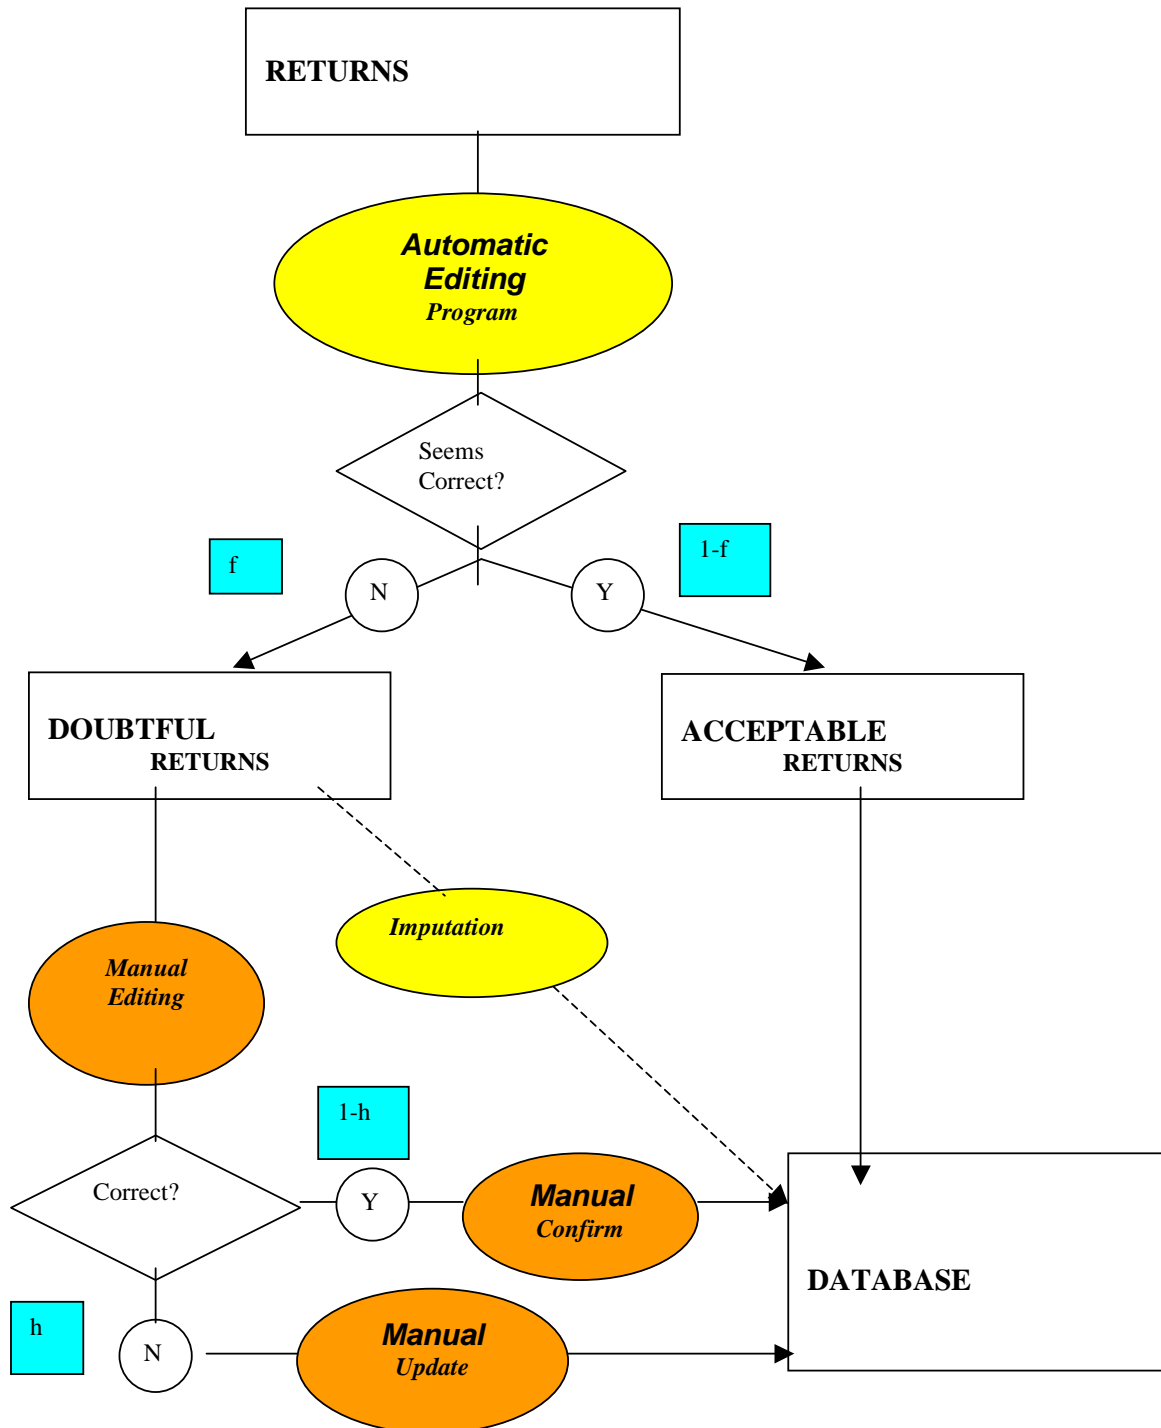 RETURNS
Automatic
Editing
Program
Seems
Correct?
f
1-f
N
Y
DOUBTFUL
RETURNS
ACCEPTABLE
RETURNS
Imputation
Manual
Editing
1-h
Correct?
Y
Manual
Confirm
DATABASE
h
N
Manual
Update